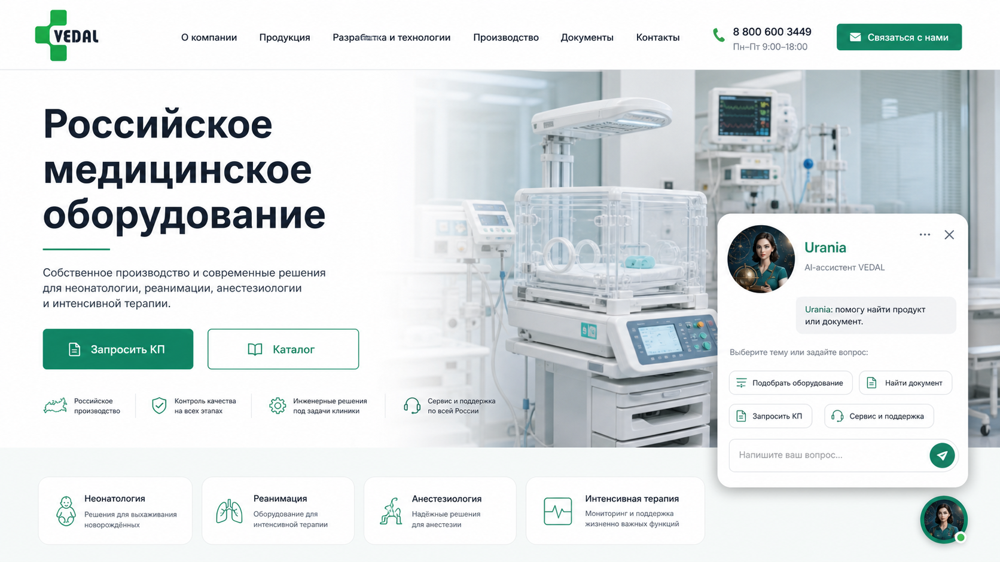 VEDAL
О компании
Продукция
и технологии
Производство
Документы
Контакты
8 800 600 3449
Пн–Пт 9:00–18:00
Связаться с нами
Российское
медицинское
оборудование
Собственное производство и современные решения
для неонатологии, реанимации, анестезиологии
и интенсивной терапии.
Запросить КП
Каталог
Российское
производство
Контроль качества
на всех этапах
Инженерные решения
под задачи клиники
Сервис и поддержка
по всей России
Urania
AI-ассистент VEDAL
Urania: помогу найти продукт
или документ.
Выберите тему или задайте вопрос:
Подобрать оборудование
Найти документ
Запросить КП
Сервис и поддержка
Напишите ваш вопрос...
Неонатология
Решения для выхаживания
новорождённых
Реанимация
Оборудование для
интенсивной терапии
Анестезиология
Надёжные решения
для анестезии
Интенсивная терапия
Мониторинг и поддержка
жизненно важных функций